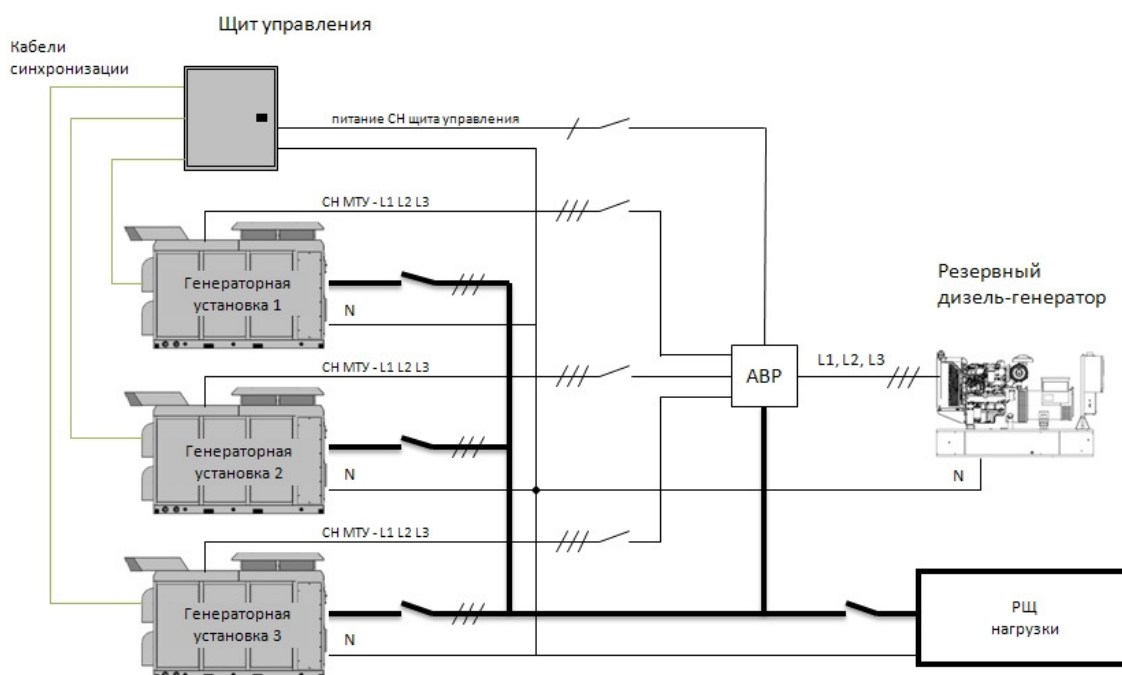 Щит управления
Кабели
синхронизации
питание СН щита управления
СН МТУ - L1 L2 L3
Генераторная
установка 1
N
Резервный
дизель-генератор
СН МТУ - L1 L2 L3
АВР
L1, L2, L3
Генераторная
установка 2
N
N
СН МТУ - L1 L2 L3
Генераторная
установка 3
N
РЩ
нагрузки